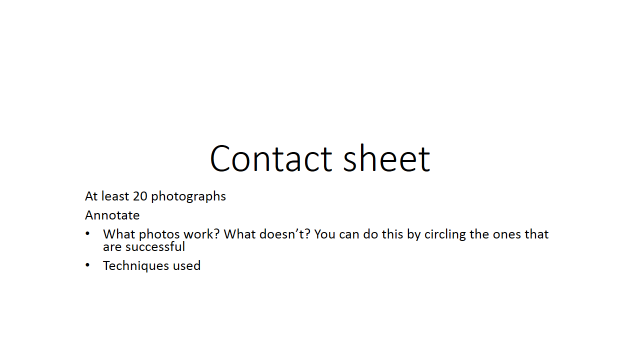 Contact sheet
At least 20 photographs
Annotate
• What photos work? What doesn’t? You can do this by circling the ones that
are successful
• Techniques used